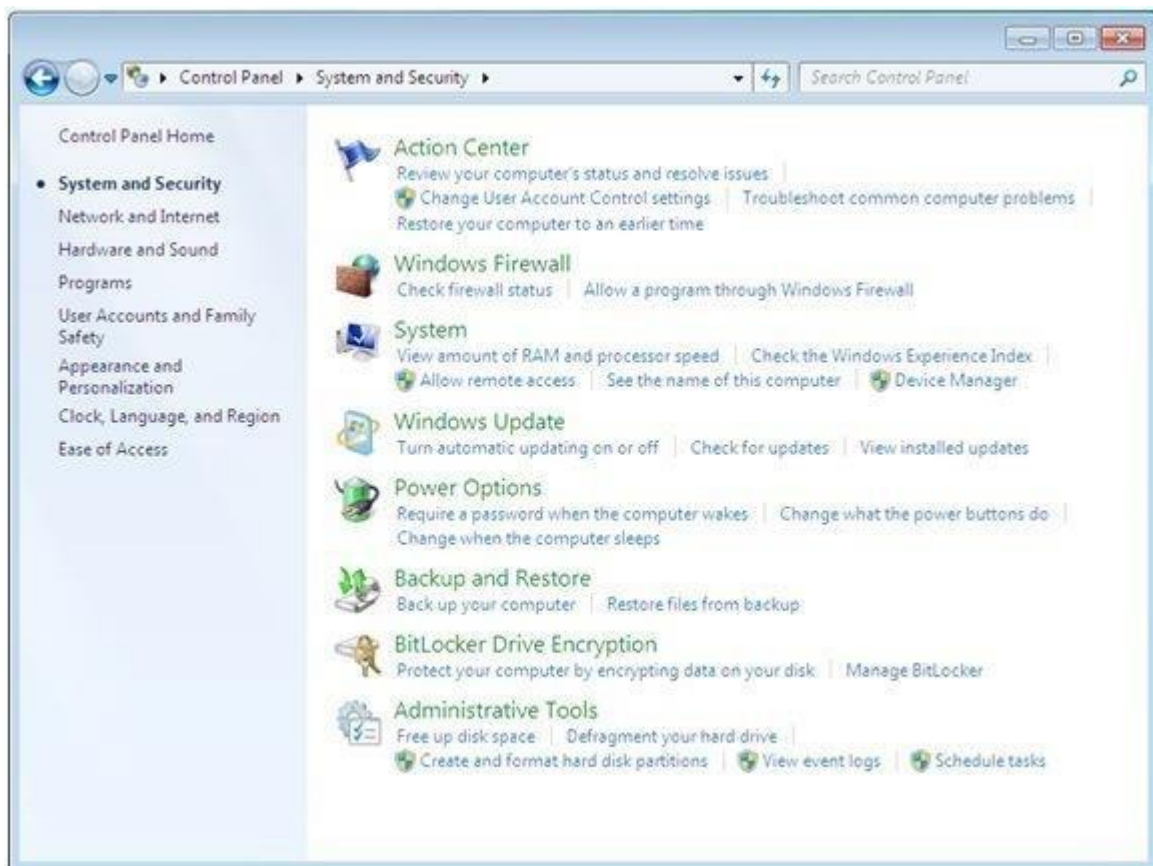 Control Panel ▸ System and Security ▸
Search Control Panel
Control Panel Home
System and Security
Network and Internet
Hardware and Sound
Programs
User Accounts and Family
Safety
Appearance and
Personalization
Clock, Language, and Region
Ease of Access
Action Center
Review your computer's status and resolve issues
Change User Account Control settings | Troubleshoot common computer problems
Restore your computer to an earlier time
Windows Firewall
Check firewall status | Allow a program through Windows Firewall
System
View amount of RAM and processor speed | Check the Windows Experience Index
Allow remote access | See the name of this computer | Device Manager
Windows Update
Turn automatic updating on or off | Check for updates | View installed updates
Power Options
Require a password when the computer wakes | Change what the power buttons do
Change when the computer sleeps
Backup and Restore
Back up your computer | Restore files from backup
BitLocker Drive Encryption
Protect your computer by encrypting data on your disk | Manage BitLocker
Administrative Tools
Free up disk space | Defragment your hard drive
Create and format hard disk partitions | View event logs | Schedule tasks